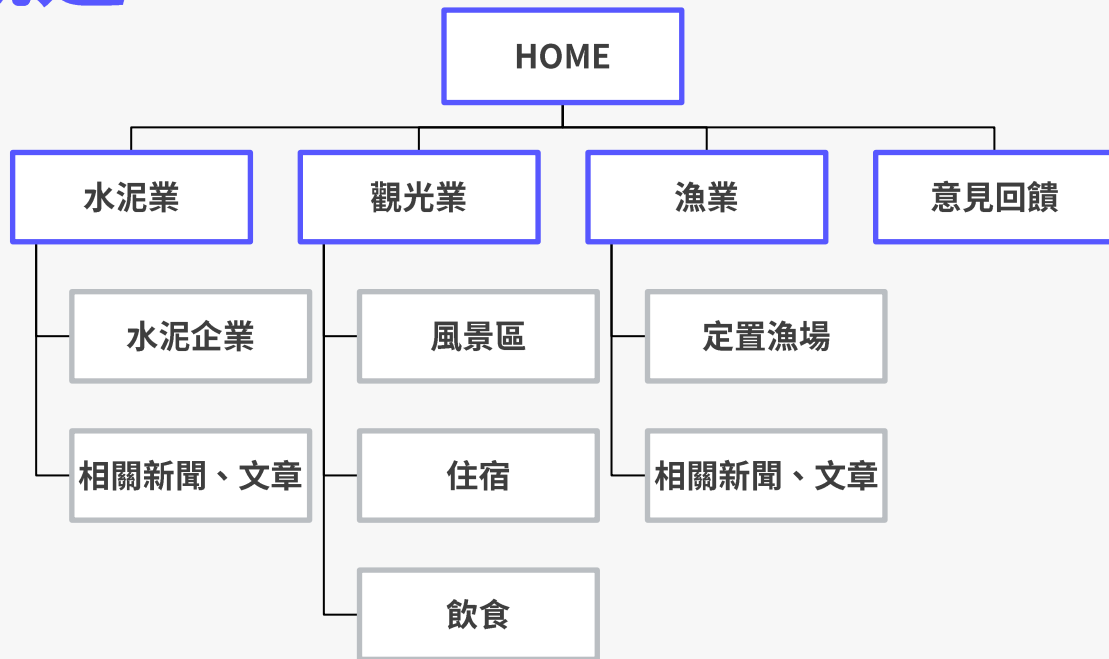 HOME
水泥業
觀光業
漁業
意見回饋
水泥企業
風景區
定置漁場
相關新聞、文章
住宿
相關新聞、文章
飲食